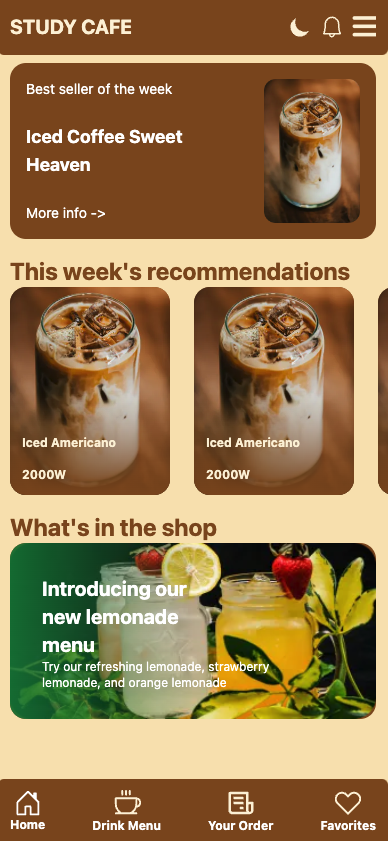 STUDY CAFE
Best seller of the week
Iced Coffee Sweet
Heaven
More info ->
This week's recommendations
Iced Americano
2000W
Iced Americano
2000W
What's in the shop
Introducing our
new lemonade
menu
Try our refreshing lemonade, strawberry
lemonade, and orange lemonade
Home
Drink Menu
Your Order
Favorites